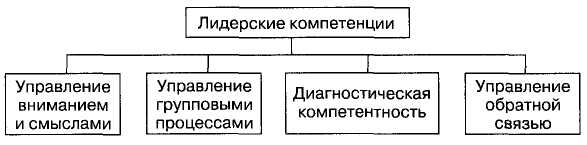 Лидерские компетенции
Управление
вниманием
и смыслами
Управление
групповыми
процессами
Диагностическая
компетентность
Управление
обратной
связью